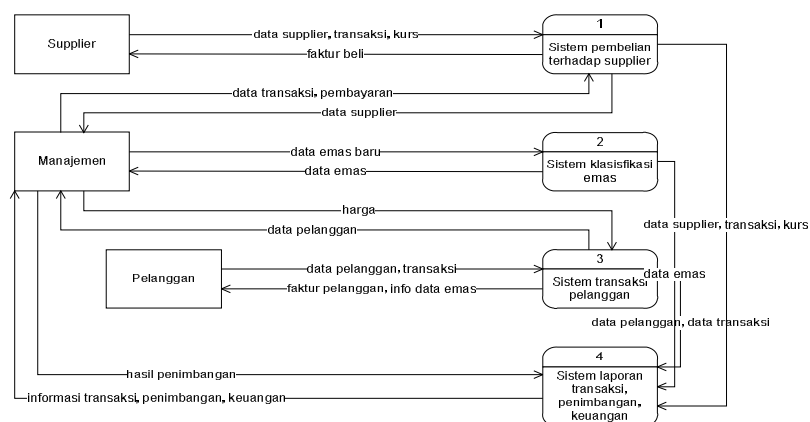 1
Supplier
data supplier, transaksi, kurs
faktur beli
Sistem pembelian
terhadap supplier
data transaksi, pembayaran
data supplier
2
Manajemen
data emas baru
data emas
Sistem klasisfikasi
emas
harga
data pelanggan
data supplier, transaksi, kurs
3
Pelanggan
data pelanggan, transaksi
faktur pelanggan, info data emas
Sistem transaksi
pelanggan
data emas
data pelanggan, data transaksi
4
hasil penimbangan
informasi transaksi, penimbangan, keuangan
Sistem laporan
transaksi,
penimbangan,
keuangan